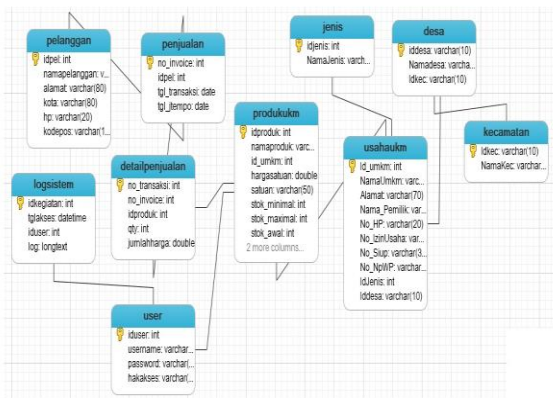 pelanggan
idpel: int
namapelanggan: v...
alamat: varchar(80)
kota: varchar(80)
hp: varchar(20)
kodepos: varchar(1...
penjualan
no_invoice: int
idpel: int
tgl_transaksi: date
tgl_jtempo: date
jenis
idjenis: int
NamaJenis: varch...
desa
iddesa: varchar(10)
Namadesa: varcha...
Idkec: varchar(10)
produkukm
idproduk: int
namaproduk: varc...
id_umkm: int
hargasatuan: double
satuan: varchar(50)
stok_minimal: int
stok_maximal: int
stok_awal: int
2 more columns...
usahaukm
Id_umkm: int
NamaUmkm: varc...
Alamat: varchar(70)
Nama_Pemilik: var...
No_HP: varchar(20)
No_IzinUsaha: var...
No_Siup: varchar(3...
No_NpWP: varchar...
IdJenis: int
Iddesa: varchar(10)
kecamatan
Idkec: varchar(10)
NamaKec: varchar...
logsistem
idkegiatan: int
tglakses: datetime
iduser: int
log: longtext
detailpenjualan
no_transaksi: int
no_invoice: int
idproduk: int
qty: int
jumlahharga: double
user
iduser: int
username: varchar...
password: varchar(...
hakakses: varchar(...